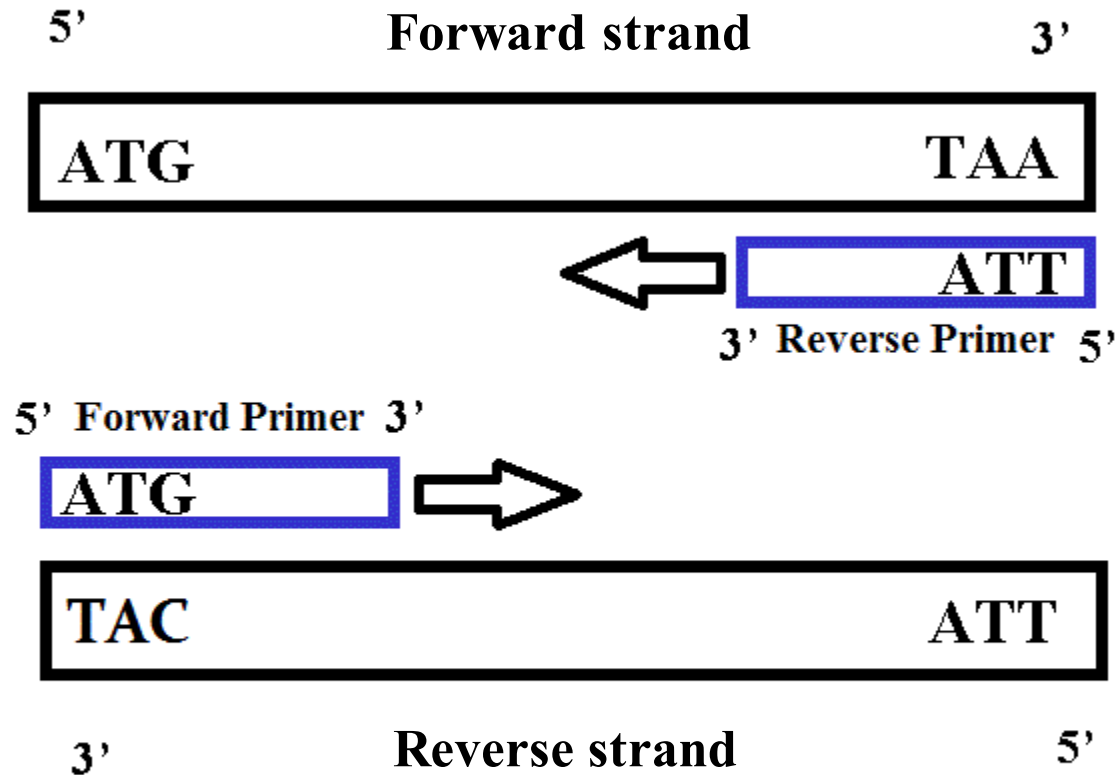 5’ Forward strand 3’
ATG TAA
ATT
3’ Reverse Primer 5’
5’ Forward Primer 3’
ATG
TAC ATT
3’ Reverse strand 5’